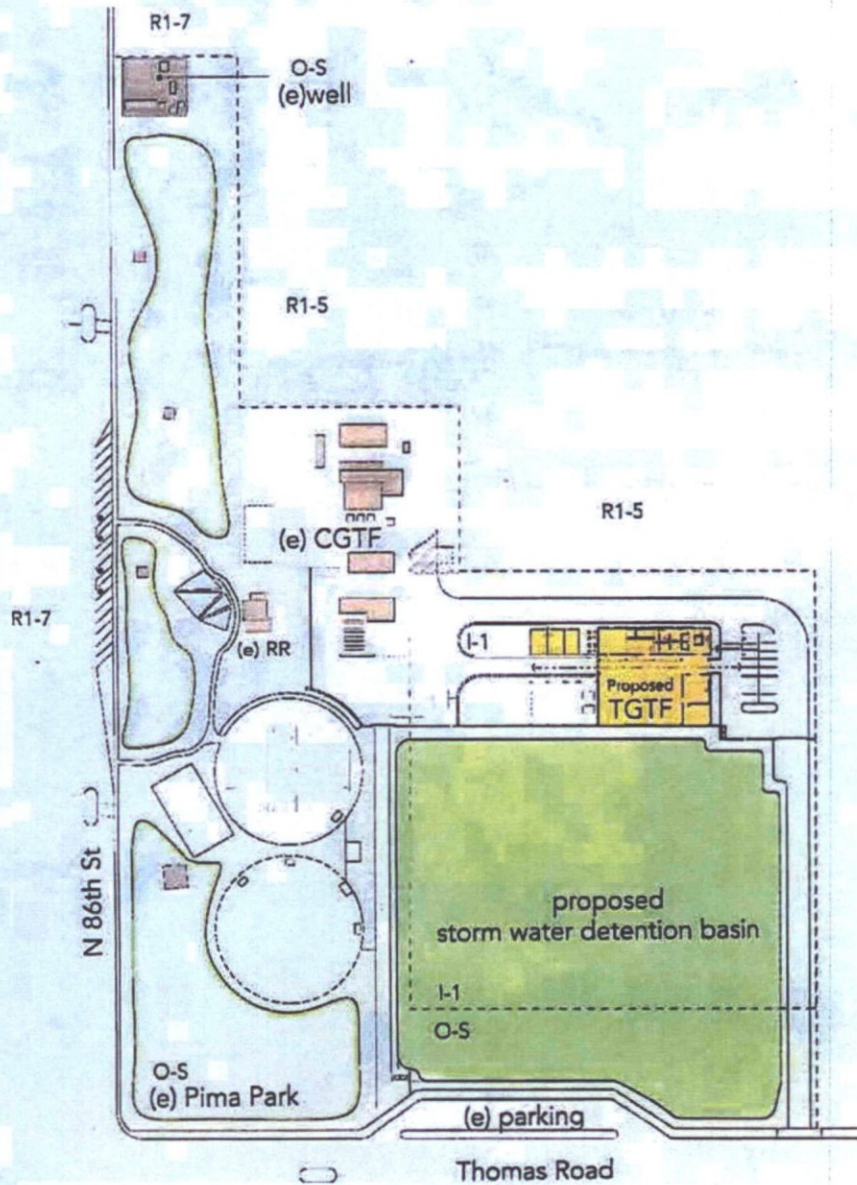 R1-7
O-S
(e)well
R1-5
R1-5
(e) CGTF
R1-7
(e) RR
I-1
Proposed
TGTF
N 86th St
proposed
storm water detention basin
I-1
O-S
O-S
(e) Pima Park
(e) parking
Thomas Road